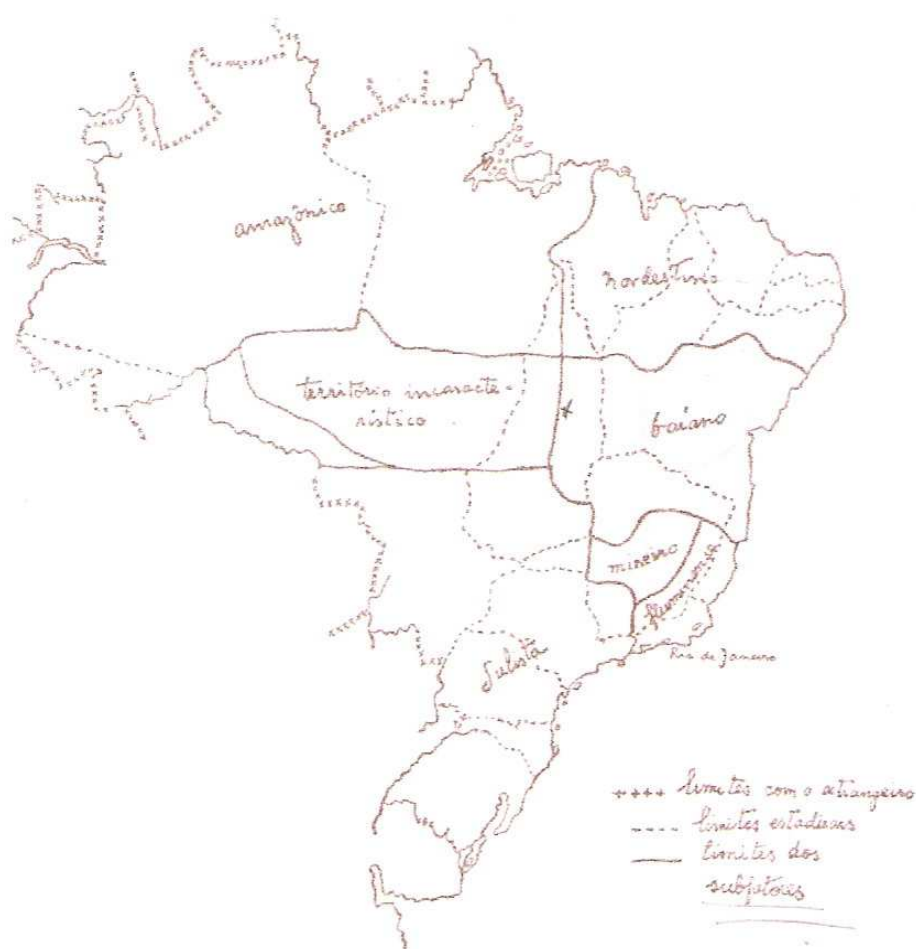 amazônico
nordestino
território incaracte-
rístico
baiano
mineiro
fluminense
Rio de Janeiro
Sulista
++++ limites com o estrangeiro
---- limites estaduais
—— limites dos
subfalares